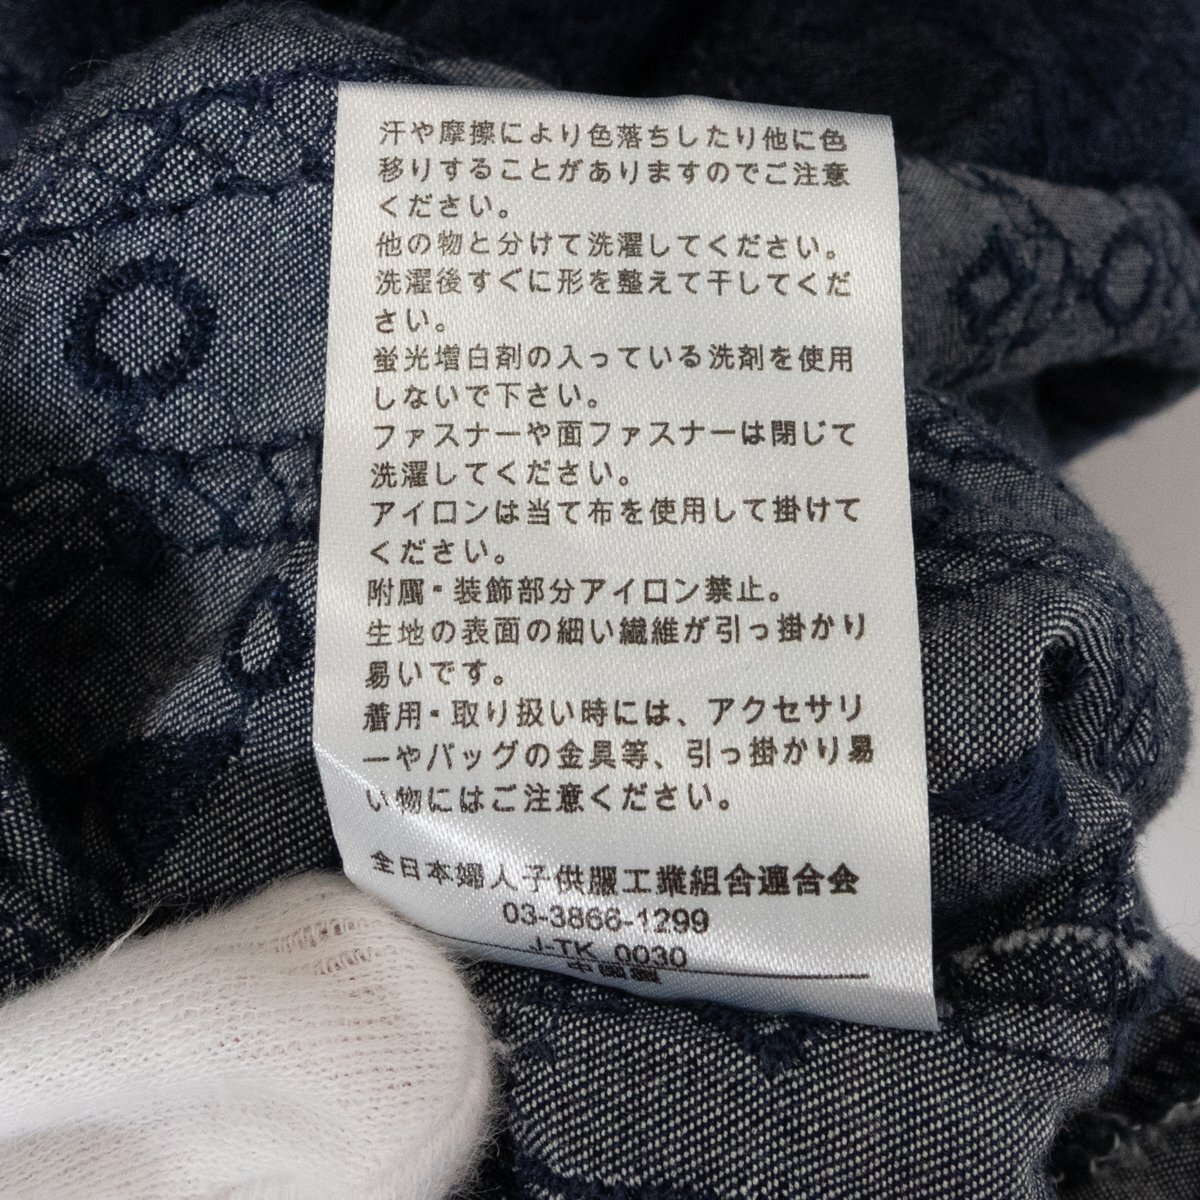 汗や摩擦により色落ちしたり他に色
移りすることがありますのでご注意
ください。
他の物と分けて洗濯してください。
洗濯後すぐに形を整えて干してくだ
さい。
蛍光増白剤の入っている洗剤を使用
しないで下さい。
ファスナーや面ファスナーは閉じて
洗濯してください。
アイロンは当て布を使用して掛けて
ください。
附属・装飾部分アイロン禁止。
生地の表面の細い繊維が引っ掛かり
易いです。
着用・取り扱い時には、アクセサリ
ーやバッグの金具等、引っ掛かり易
い物にはご注意ください。
全日本婦人子供服工業組合連合会
03-3866-1299
J-TK 0030
中国製